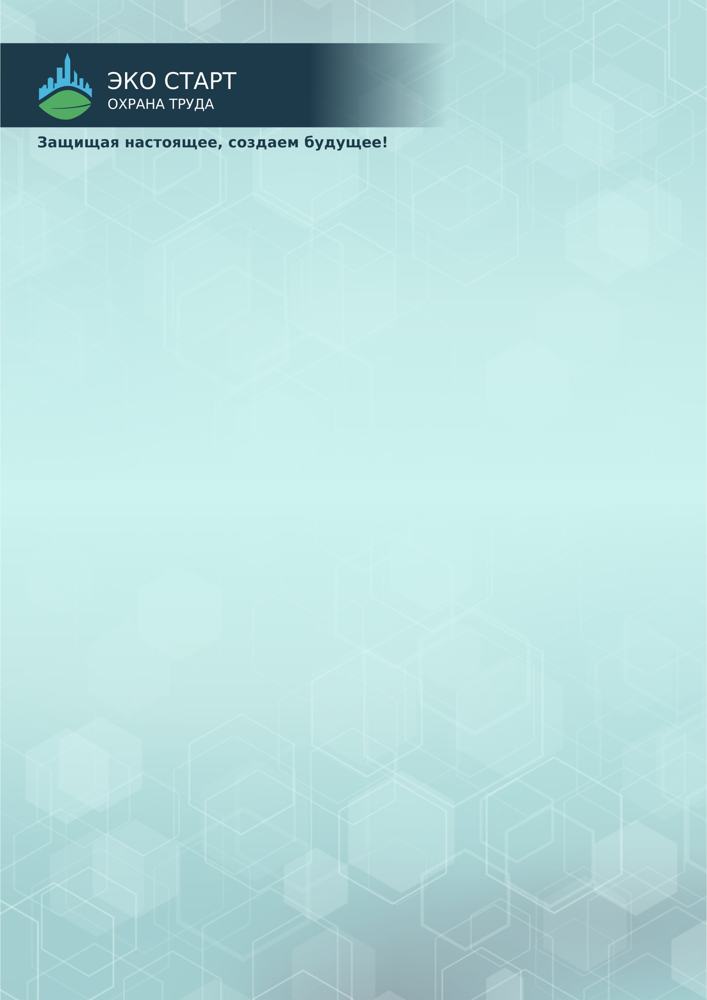 ЭКО СТАРТ
ОХРАНА ТРУДА
Защищая настоящее, создаем будущее!